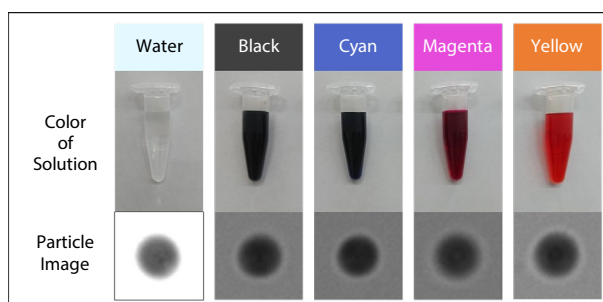 Water Black Cyan Magenta Yellow
Color
of
Solution
Particle
Image